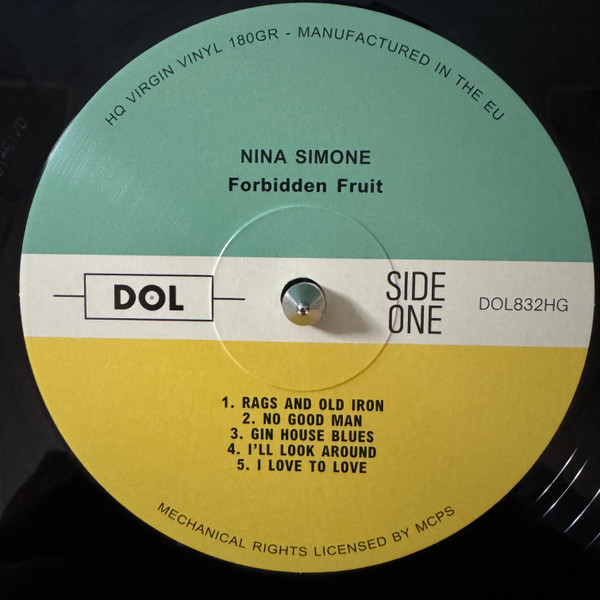 HQ VIRGIN VINYL 180GR - MANUFACTURED IN THE EU
NINA SIMONE
Forbidden Fruit
DOL
SIDE
ONE
DOL832HG
1. RAGS AND OLD IRON
2. NO GOOD MAN
3. GIN HOUSE BLUES
4. I'LL LOOK AROUND
5. I LOVE TO LOVE
MECHANICAL RIGHTS LICENSED BY MCPS